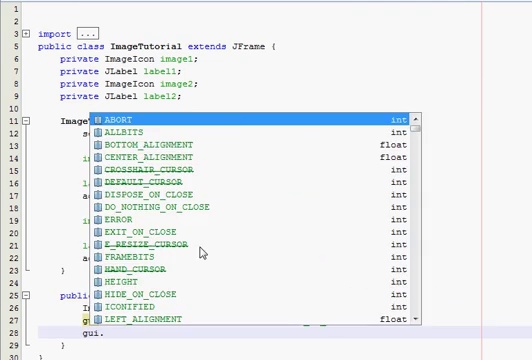 1
2
3 import ...
5 public class ImageTutorial extends JFrame {
6 private ImageIcon image1;
7 private JLabel label1;
8 private ImageIcon image2;
9 private JLabel label2;
10
11
12
13
14
15
16
17
18
19
20
21
22
23 }
24
25
26
27
28 gui.
29 }
30
ABORT int
ALLBITS int
BOTTOM_ALIGNMENT float
CENTER_ALIGNMENT float
CROSSHAIR_CURSOR int
DEFAULT_CURSOR int
DISPOSE_ON_CLOSE int
DO_NOTHING_ON_CLOSE int
ERROR int
EXIT_ON_CLOSE int
E_RESIZE_CURSOR int
FRAMEBITS int
HAND_CURSOR int
HEIGHT int
HIDE_ON_CLOSE int
ICONIFIED int
LEFT_ALIGNMENT float